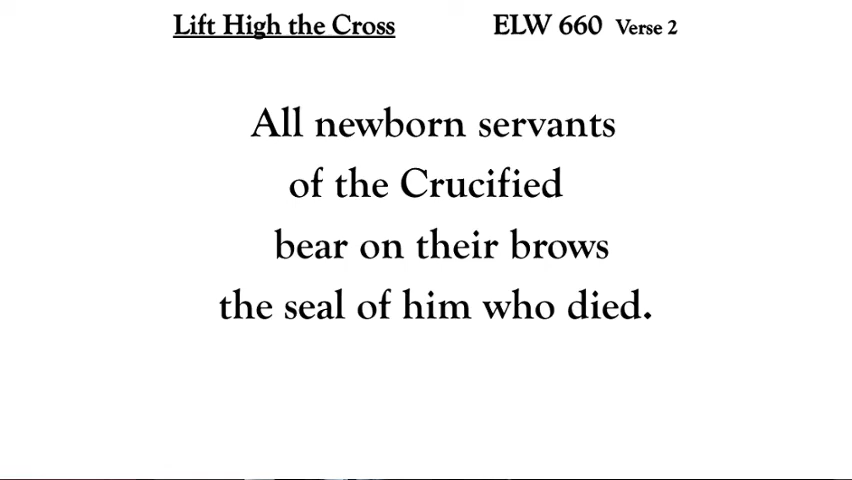 Lift High the Cross ELW 660 Verse 2
All newborn servants
of the Crucified
bear on their brows
the seal of him who died.